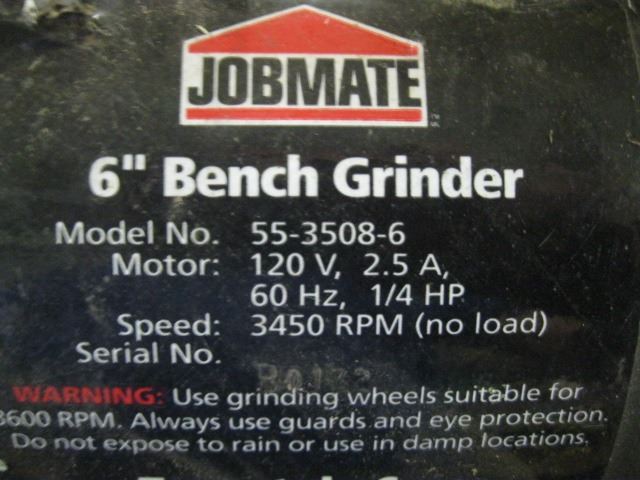 JOBMATE
6" Bench Grinder
Model No. 55-3508-6
Motor: 120 V, 2.5 A,
60 Hz, 1/4 HP
Speed: 3450 RPM (no load)
Serial No.
WARNING: Use grinding wheels suitable for
3600 RPM. Always use guards and eye protection.
Do not expose to rain or use in damp locations.